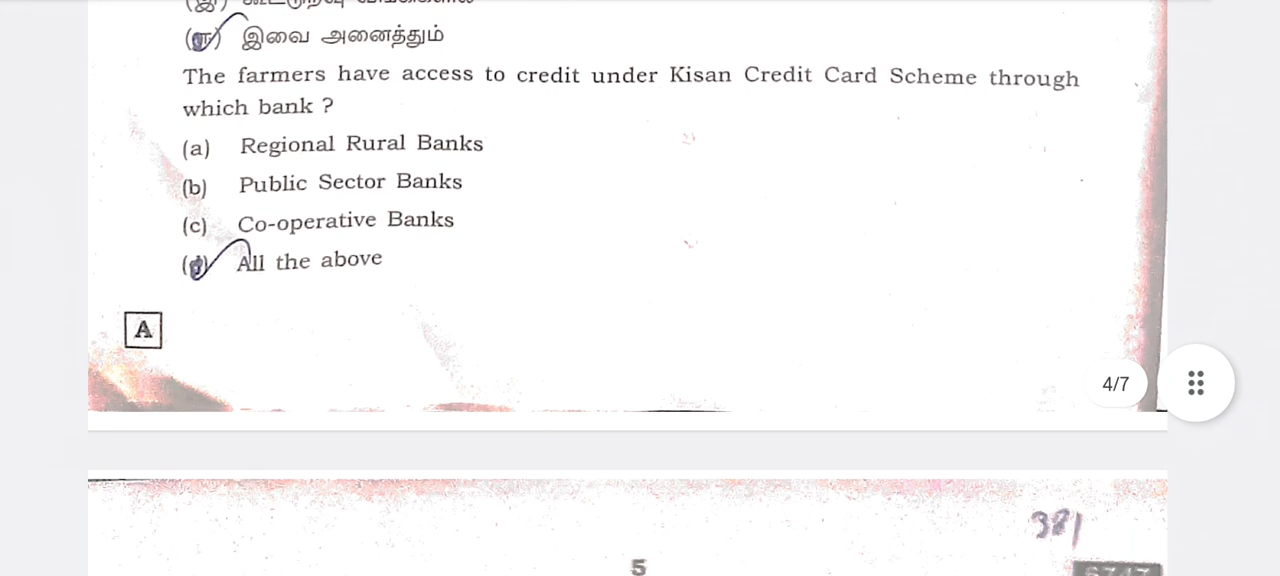 (ஈ) இவை அனைத்தும்
The farmers have access to credit under Kisan Credit Card Scheme through
which bank ?
(a) Regional Rural Banks
(b) Public Sector Banks
(c) Co-operative Banks
(d) All the above
A
4/7
381
5